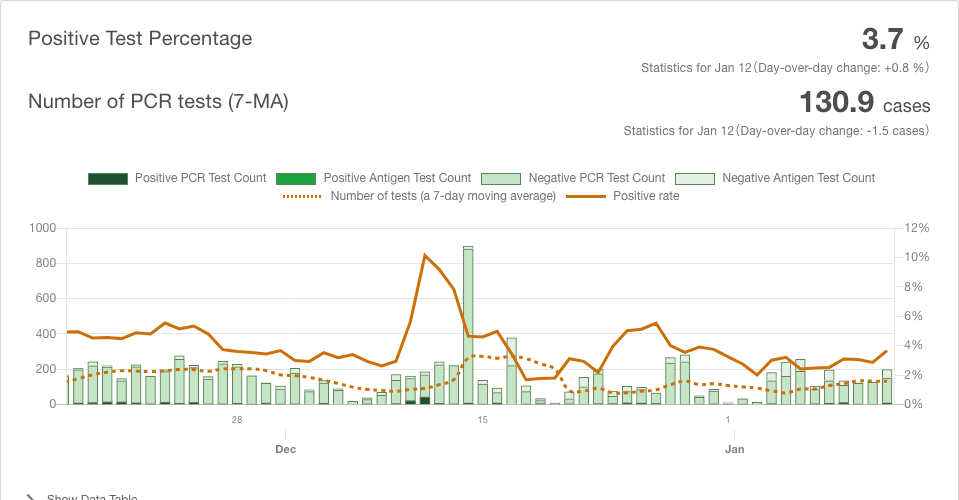 Positive Test Percentage
3.7 %
Statistics for Jan 12（Day-over-day change: +0.8 %）
Number of PCR tests (7-MA)
130.9 cases
Statistics for Jan 12（Day-over-day change: -1.5 cases）
Positive PCR Test Count Positive Antigen Test Count Negative PCR Test Count Negative Antigen Test Count
Number of tests (a 7-day moving average) Positive rate
1000 12%
800 10%
8%
600
6%
400
4%
200 2%
0 0%
28 15 1
Dec Jan
Show Data Table